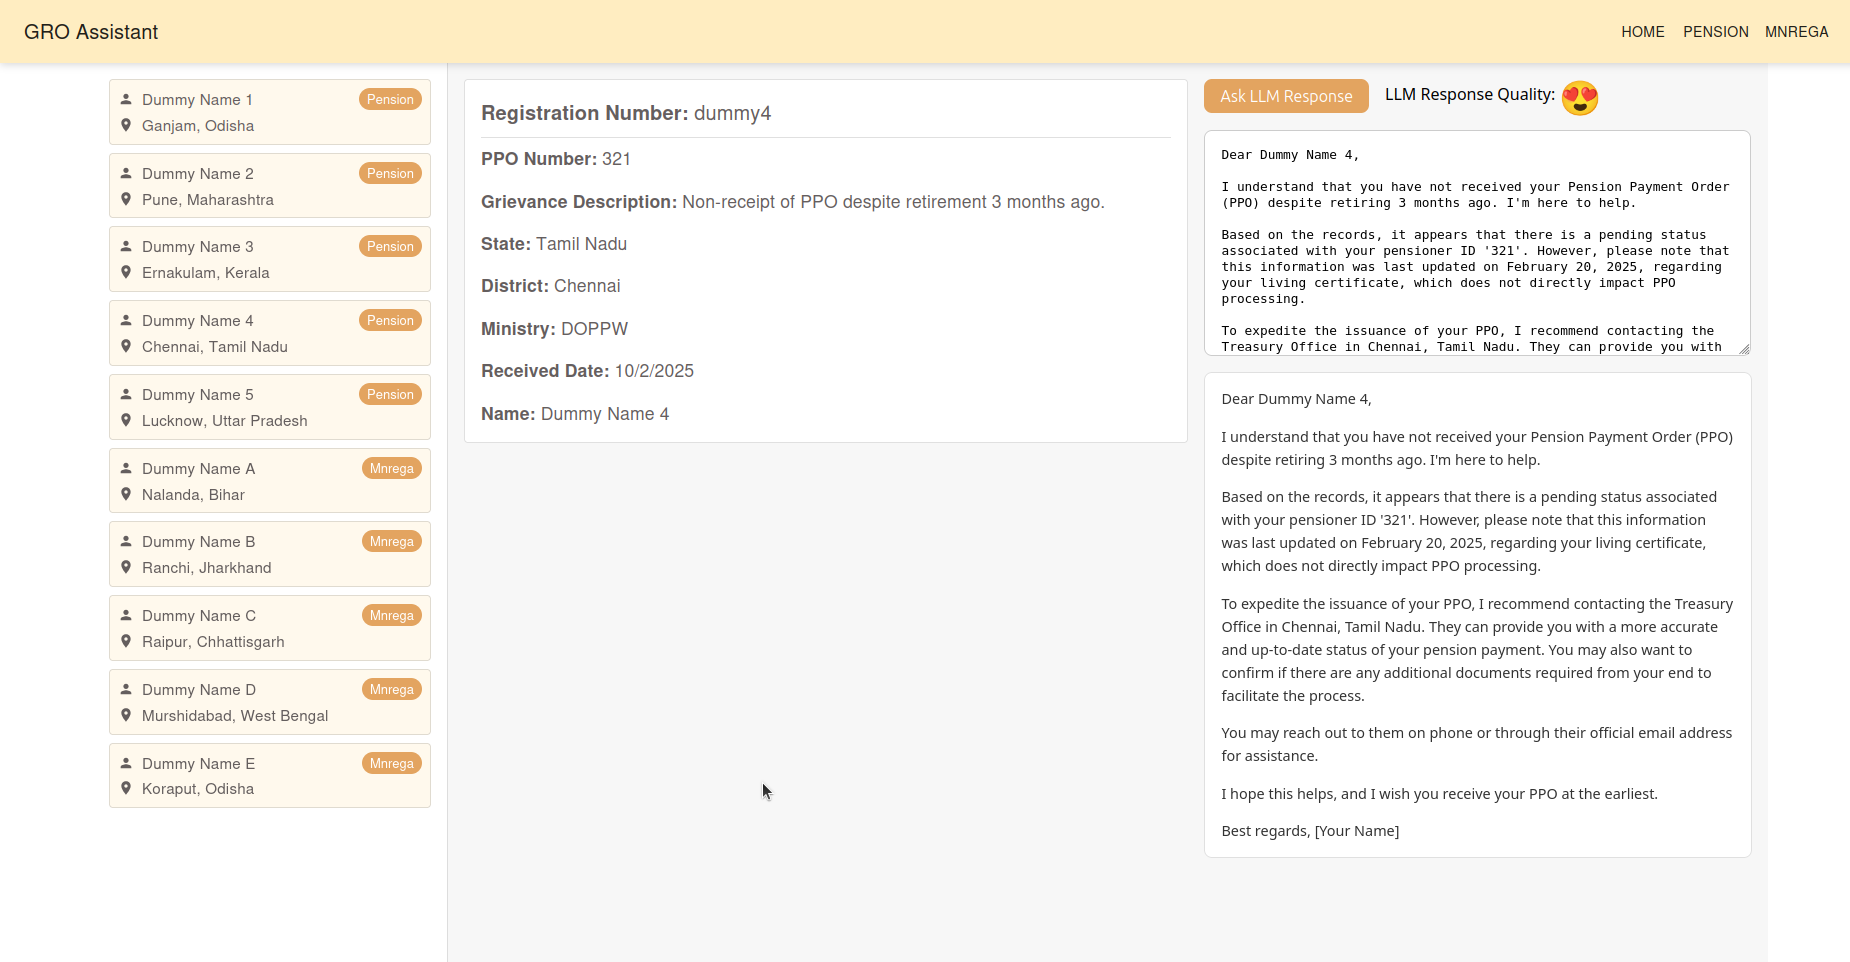 GRO Assistant
HOME PENSION MNREGA
Dummy Name 1 Pension
Ganjam, Odisha
Dummy Name 2 Pension
Pune, Maharashtra
Dummy Name 3 Pension
Ernakulam, Kerala
Dummy Name 4 Pension
Chennai, Tamil Nadu
Dummy Name 5 Pension
Lucknow, Uttar Pradesh
Dummy Name A Mnrega
Nalanda, Bihar
Dummy Name B Mnrega
Ranchi, Jharkhand
Dummy Name C Mnrega
Raipur, Chhattisgarh
Dummy Name D Mnrega
Murshidabad, West Bengal
Dummy Name E Mnrega
Koraput, Odisha
Registration Number: dummy4
PPO Number: 321
Grievance Description: Non-receipt of PPO despite retirement 3 months ago.
State: Tamil Nadu
District: Chennai
Ministry: DOPPW
Received Date: 10/2/2025
Name: Dummy Name 4
Ask LLM Response LLM Response Quality:
Dear Dummy Name 4,
I understand that you have not received your Pension Payment Order
(PPO) despite retiring 3 months ago. I'm here to help.
Based on the records, it appears that there is a pending status
associated with your pensioner ID '321'. However, please note that
this information was last updated on February 20, 2025, regarding
your living certificate, which does not directly impact PPO
processing.
To expedite the issuance of your PPO, I recommend contacting the
Treasury Office in Chennai, Tamil Nadu. They can provide you with
Dear Dummy Name 4,
I understand that you have not received your Pension Payment Order (PPO)
despite retiring 3 months ago. I'm here to help.
Based on the records, it appears that there is a pending status associated
with your pensioner ID '321'. However, please note that this information
was last updated on February 20, 2025, regarding your living certificate,
which does not directly impact PPO processing.
To expedite the issuance of your PPO, I recommend contacting the Treasury
Office in Chennai, Tamil Nadu. They can provide you with a more accurate
and up-to-date status of your pension payment. You may also want to
confirm if there are any additional documents required from your end to
facilitate the process.
You may reach out to them on phone or through their official email address
for assistance.
I hope this helps, and I wish you receive your PPO at the earliest.
Best regards, [Your Name]